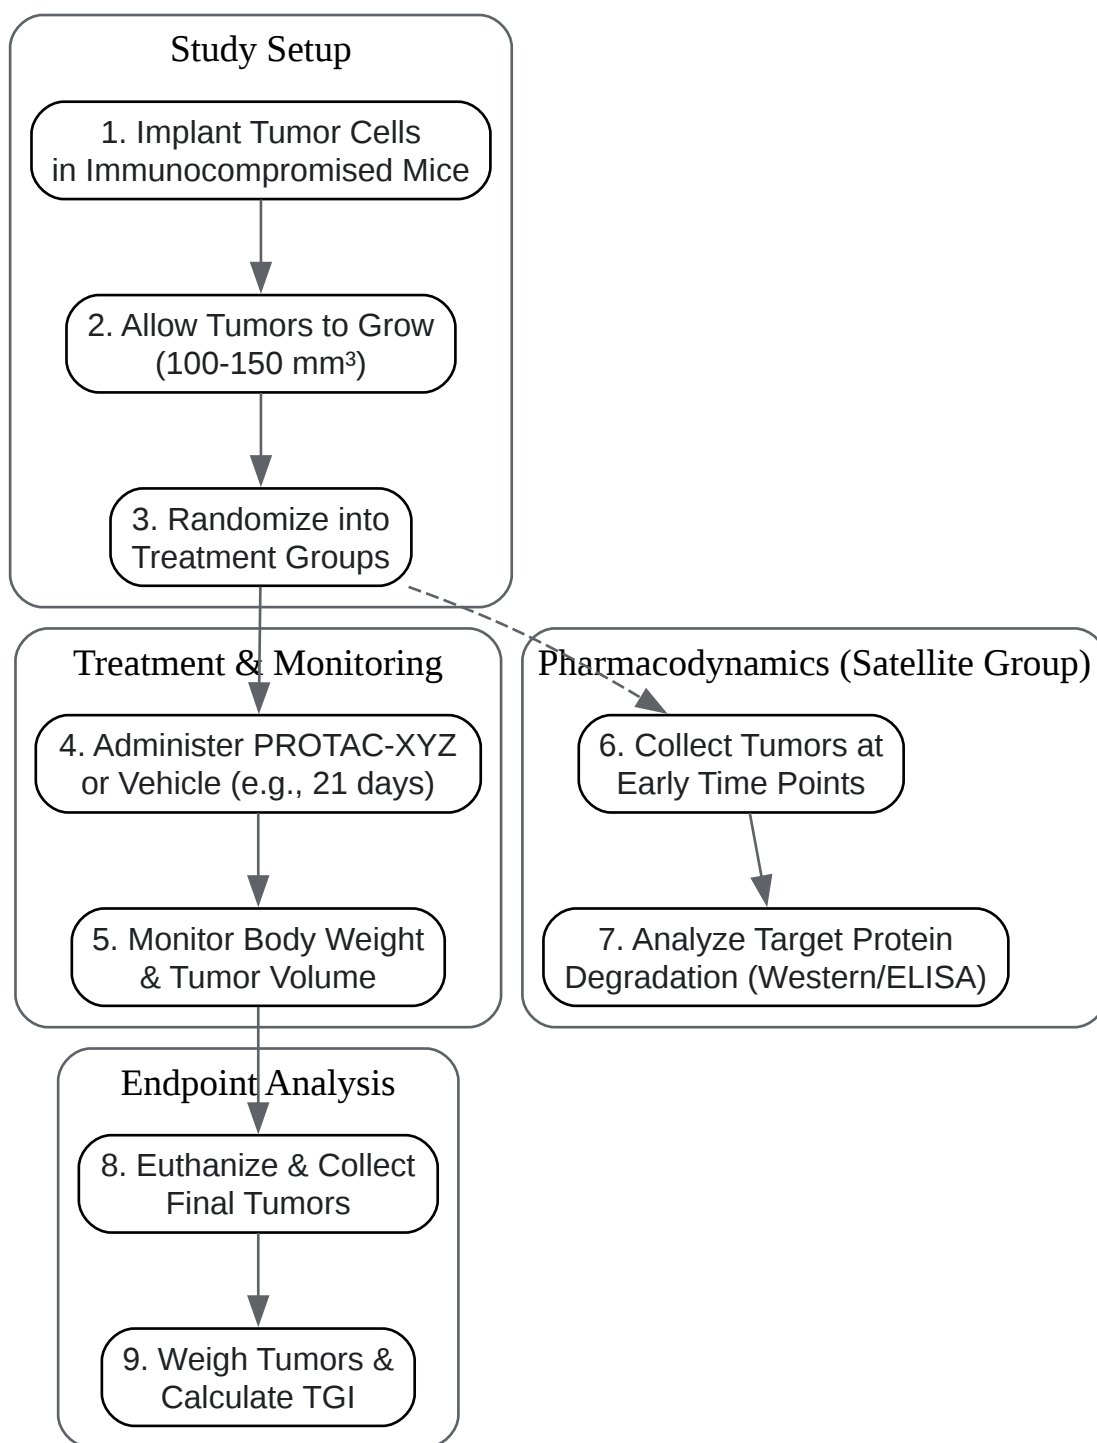 Study Setup
1. Implant Tumor Cells
in Immunocompromised Mice
2. Allow Tumors to Grow
(100-150 mm³)
3. Randomize into
Treatment Groups
Treatment & Monitoring
4. Administer PROTAC-XYZ
or Vehicle (e.g., 21 days)
5. Monitor Body Weight
& Tumor Volume
Pharmacodynamics (Satellite Group)
6. Collect Tumors at
Early Time Points
7. Analyze Target Protein
Degradation (Western/ELISA)
Endpoint Analysis
8. Euthanize & Collect
Final Tumors
9. Weigh Tumors &
Calculate TGI